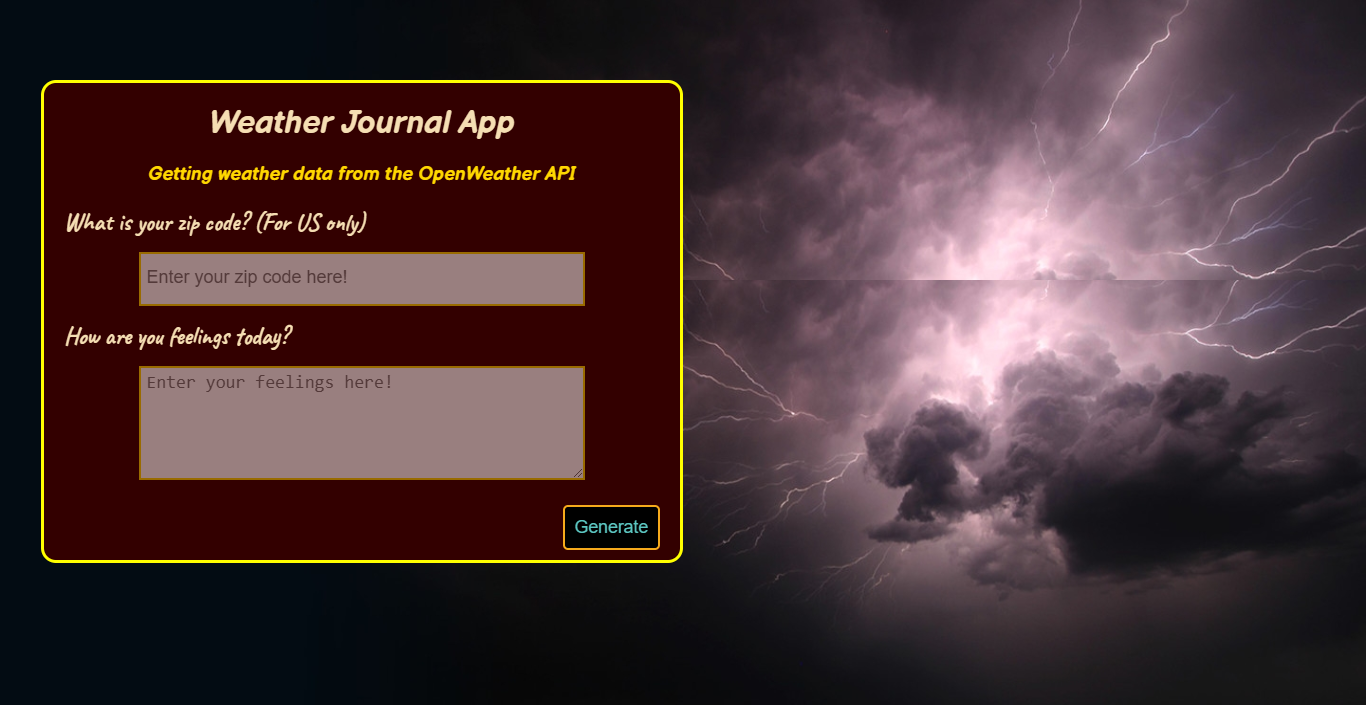 Weather Journal App
Getting weather data from the OpenWeather API
What is your zip code? (For US only)
Enter your zip code here!
How are you feelings today?
Enter your feelings here!
Generate